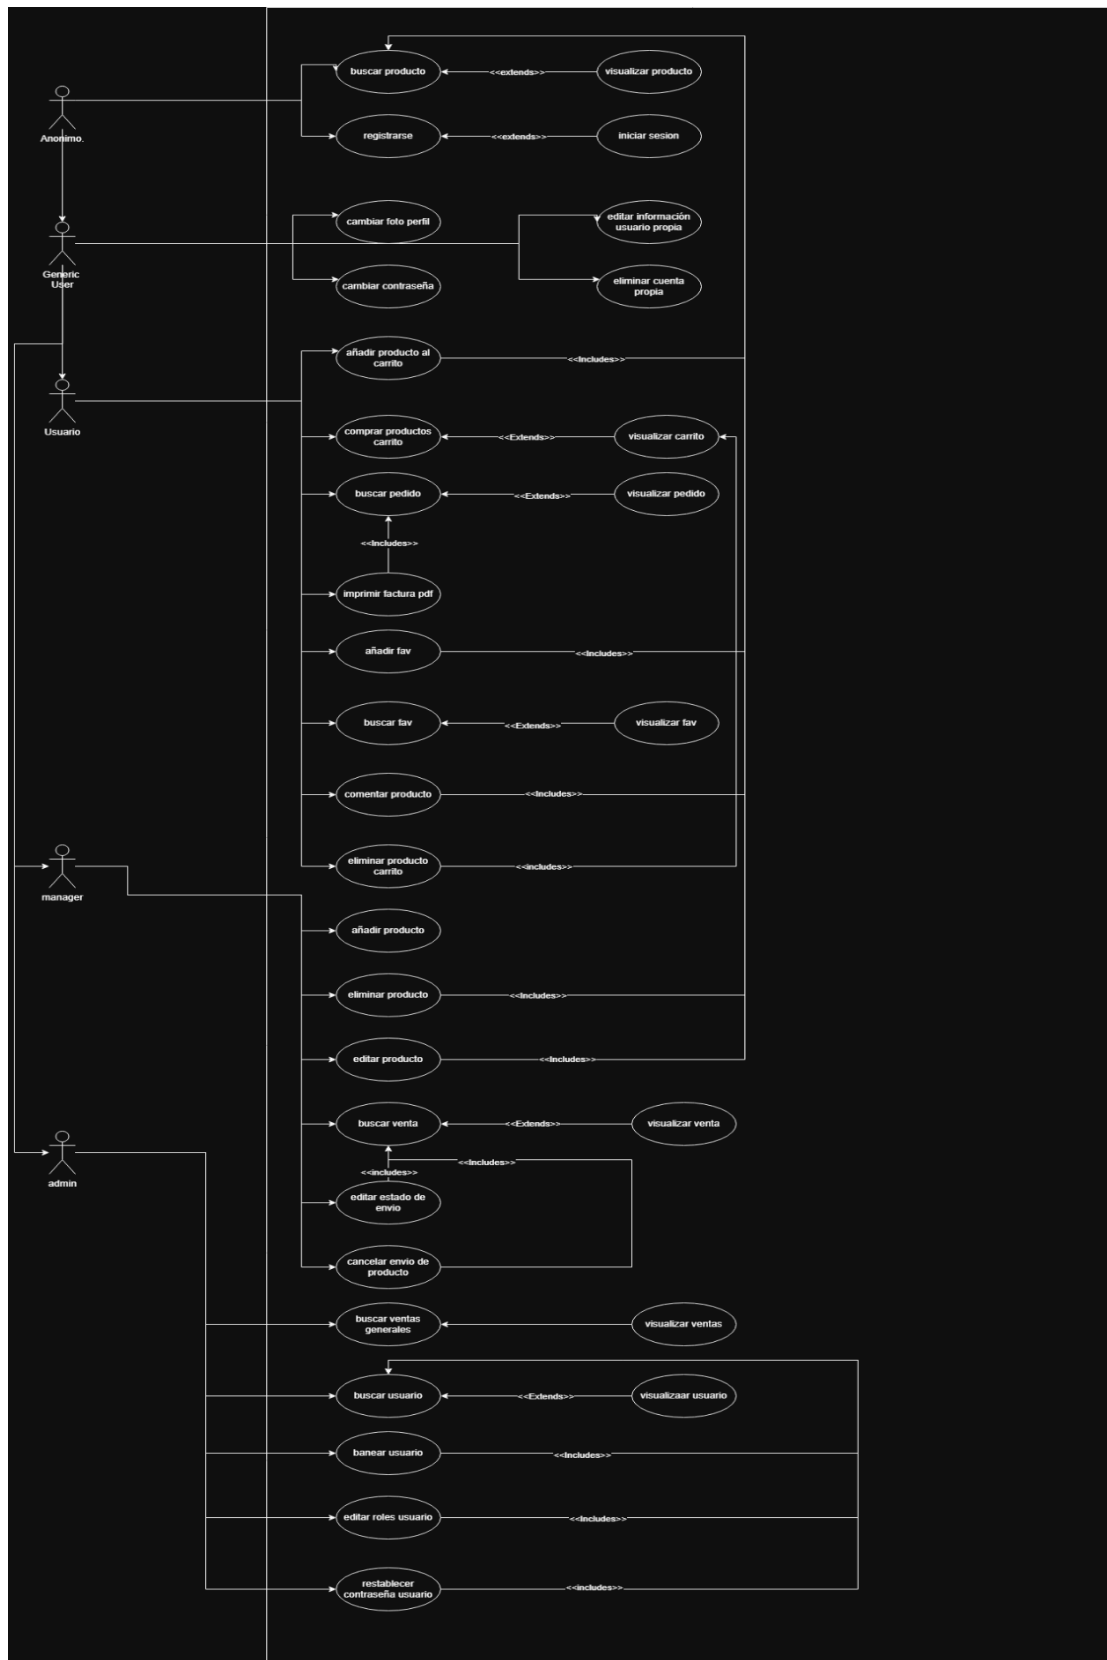 buscar producto
<<extends>>
visualizar producto
Anonimo.
registrarse
<<extends>>
iniciar sesion
cambiar foto perfil
editar información
usuario propia
Generic
User
cambiar contraseña
eliminar cuenta
propia
añadir producto al
carrito
<<Includes>>
Usuario
comprar productos
carrito
<<Extends>>
visualizar carrito
buscar pedido
<<Extends>>
visualizar pedido
<<Includes>>
imprimir factura pdf
añadir fav
<<Includes>>
buscar fav
<<Extends>>
visualizar fav
comentar producto
<<Includes>>
eliminar producto
carrito
<<includes>>
manager
añadir producto
eliminar producto
<<Includes>>
editar producto
<<Includes>>
buscar venta
<<Extends>>
visualizar venta
<<includes>>
<<Includes>>
admin
editar estado de
envio
cancelar envio de
producto
buscar ventas
generales
visualizar ventas
buscar usuario
<<Extends>>
visualizaar usuario
banear usuario
<<Includes>>
editar roles usuario
<<Includes>>
restablecer
contraseña usuario
<<includes>>